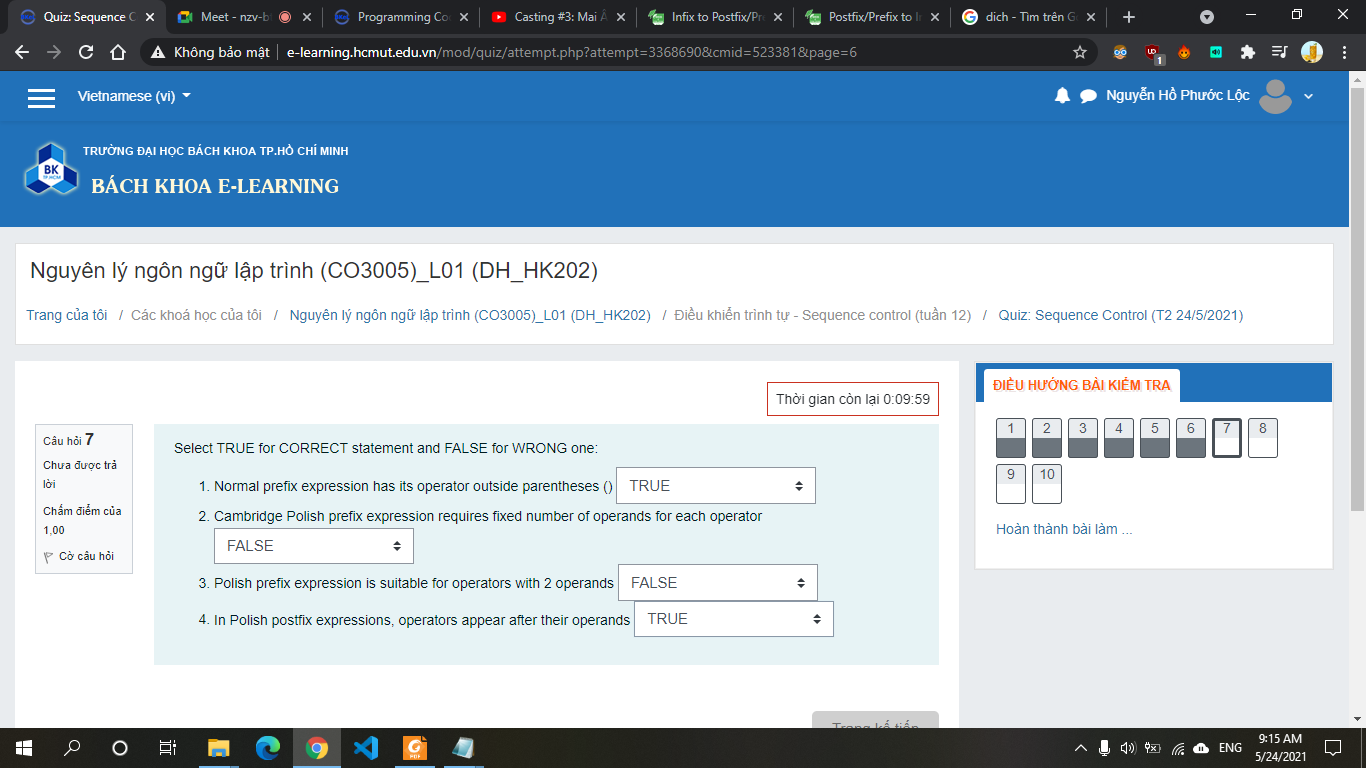 Quiz: Sequence C
Meet - nzv-b
Programming Co
Casting #3: Mai Â
Infix to Postfix/Pr
Postfix/Prefix to I
dich - Tìm trên G
Không bảo mật
e-learning.hcmut.edu.vn/mod/quiz/attempt.php?attempt=3368690&cmid=523381&page=6
1
Vietnamese (vi)
Nguyễn Hồ Phước Lộc
BK
TP.HCM
TRƯỜNG ĐẠI HỌC BÁCH KHOA TP.HỒ CHÍ MINH
BÁCH KHOA E-LEARNING
Nguyên lý ngôn ngữ lập trình (CO3005)_L01 (DH_HK202)
Trang của tôi / Các khoá học của tôi / Nguyên lý ngôn ngữ lập trình (CO3005)_L01 (DH_HK202) / Điều khiển trình tự - Sequence control (tuần 12) / Quiz: Sequence Control (T2 24/5/2021)
Thời gian còn lại 0:09:59
Câu hỏi 7
Chưa được trả
lời
Chấm điểm của
1,00
Cờ câu hỏi
Select TRUE for CORRECT statement and FALSE for WRONG one:
1. Normal prefix expression has its operator outside parentheses () TRUE
2. Cambridge Polish prefix expression requires fixed number of operands for each operator
FALSE
3. Polish prefix expression is suitable for operators with 2 operands FALSE
4. In Polish postfix expressions, operators appear after their operands TRUE
Trang kế tiếp
ĐIỀU HƯỚNG BÀI KIỂM TRA
1 2 3 4 5 6 7 8
9 10
Hoàn thành bài làm ...
PDF
ENG
9:15 AM
5/24/2021